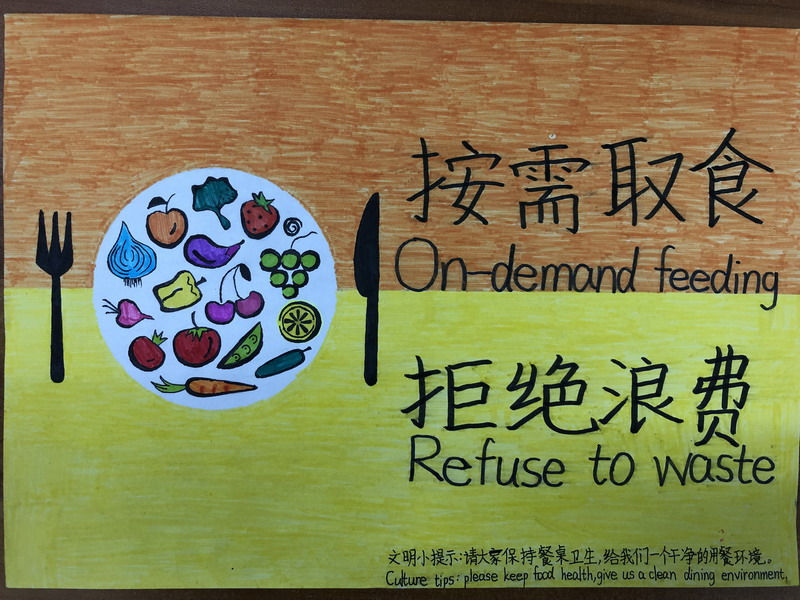 按需取食
On-demand feeding
拒绝浪费
Refuse to waste
文明小提示:请大家保持餐桌卫生,给我们一个干净的用餐环境。
Culture tips: please keep food health,give us a clean dining environment.